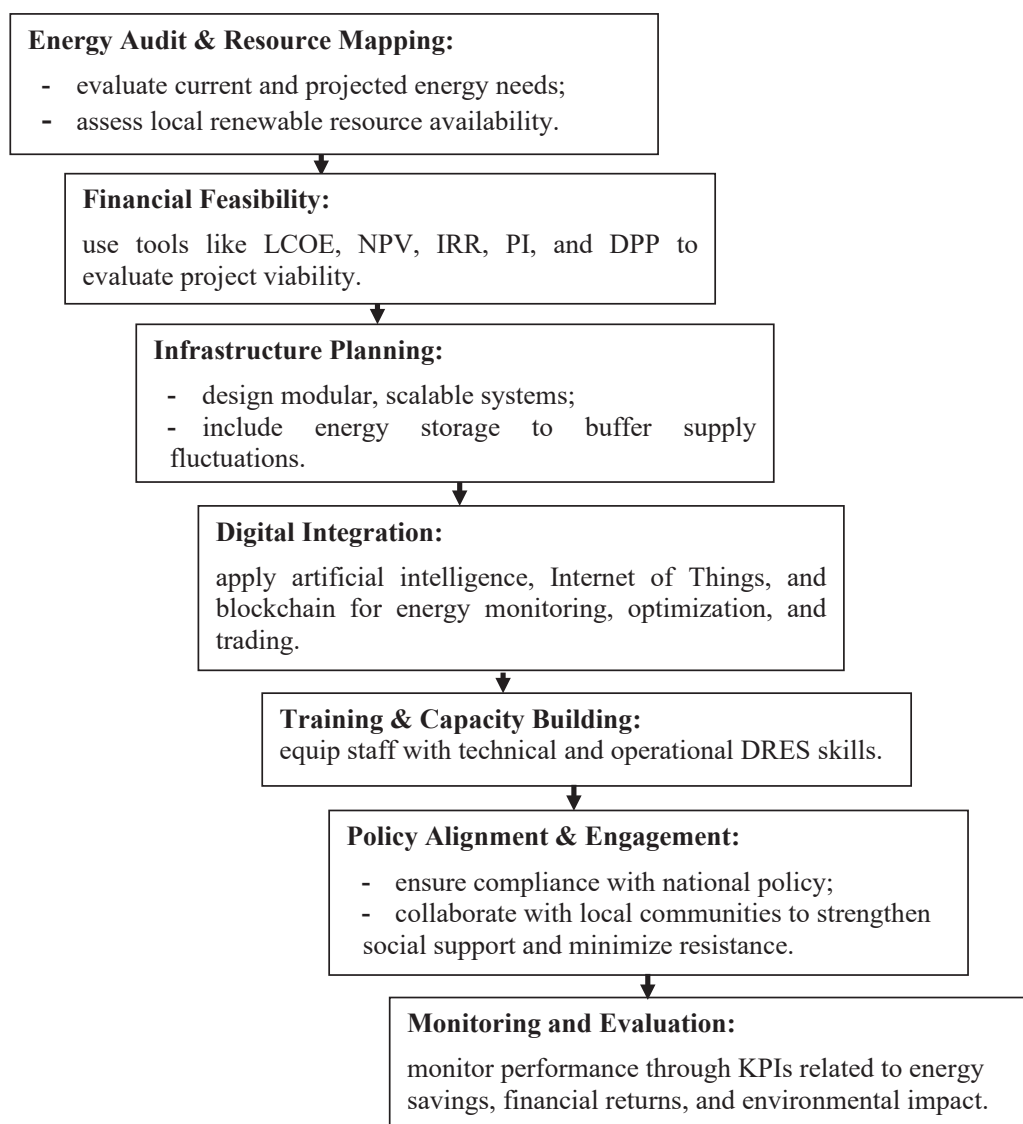 Energy Audit & Resource Mapping:
- evaluate current and projected energy needs;
- assess local renewable resource availability.
Financial Feasibility:
use tools like LCOE, NPV, IRR, PI, and DPP to
evaluate project viability.
Infrastructure Planning:
- design modular, scalable systems;
- include energy storage to buffer supply
fluctuations.
Digital Integration:
apply artificial intelligence, Internet of Things, and
blockchain for energy monitoring, optimization, and
trading.
Training & Capacity Building:
equip staff with technical and operational DRES skills.
Policy Alignment & Engagement:
- ensure compliance with national policy;
- collaborate with local communities to strengthen
social support and minimize resistance.
Monitoring and Evaluation:
monitor performance through KPIs related to energy
savings, financial returns, and environmental impact.